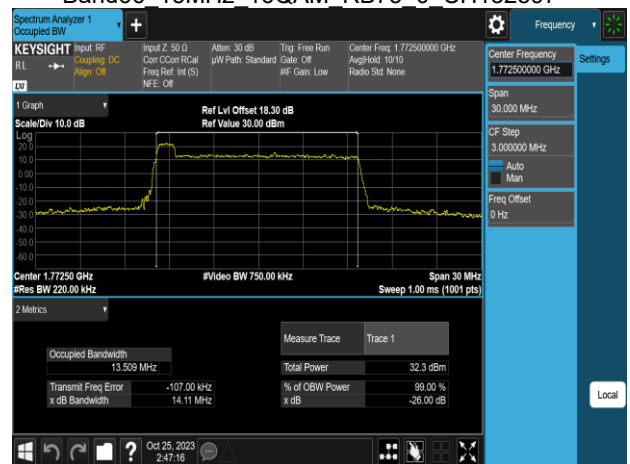 Spectrum Analyzer 1
Occupied BW
+
Frequency
KEYSIGHT
RL
LXI
Input: RF
Coupling: DC
Align: Off
Input Z: 50 Ω
Corr CCorr RCal
Freq Ref: Int (S)
NFE: Off
Atten: 30 dB
µW Path: Standard
Trig: Free Run
Gate: Off
#IF Gain: Low
Center Freq: 1.772500000 GHz
Avg|Hold: 10/10
Radio Std: None
Center Frequency
1.772500000 GHz
Settings
Span
30.000 MHz
CF Step
3.000000 MHz
Auto
Man
Freq Offset
0 Hz
Local
1 Graph
Scale/Div 10.0 dB
Ref Lvl Offset 18.30 dB
Ref Value 30.00 dBm
Log
20.0
10.0
0.00
-10.0
-20.0
-30.0
-40.0
-50.0
-60.0
Center 1.77250 GHz
#Video BW 750.00 kHz
Span 30 MHz
#Res BW 220.00 kHz
Sweep 1.00 ms (1001 pts)
2 Metrics
Measure Trace Trace 1
Occupied Bandwidth
13.509 MHz
Total Power 32.3 dBm
Transmit Freq Error -107.00 kHz
% of OBW Power 99.00 %
x dB Bandwidth 14.11 MHz
x dB -26.00 dB
?
Oct 25, 2023
2:47:16